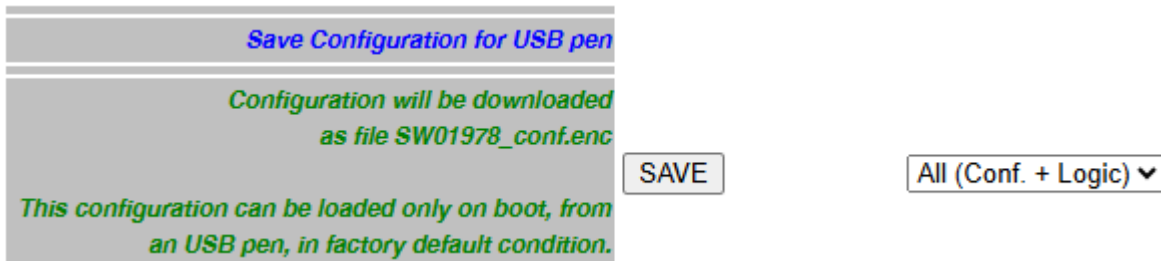 Save Configuration for USB pen
Configuration will be downloaded
as file SW01978_conf.enc
This configuration can be loaded only on boot, from
an USB pen, in factory default condition.
SAVE
All (Conf. + Logic)